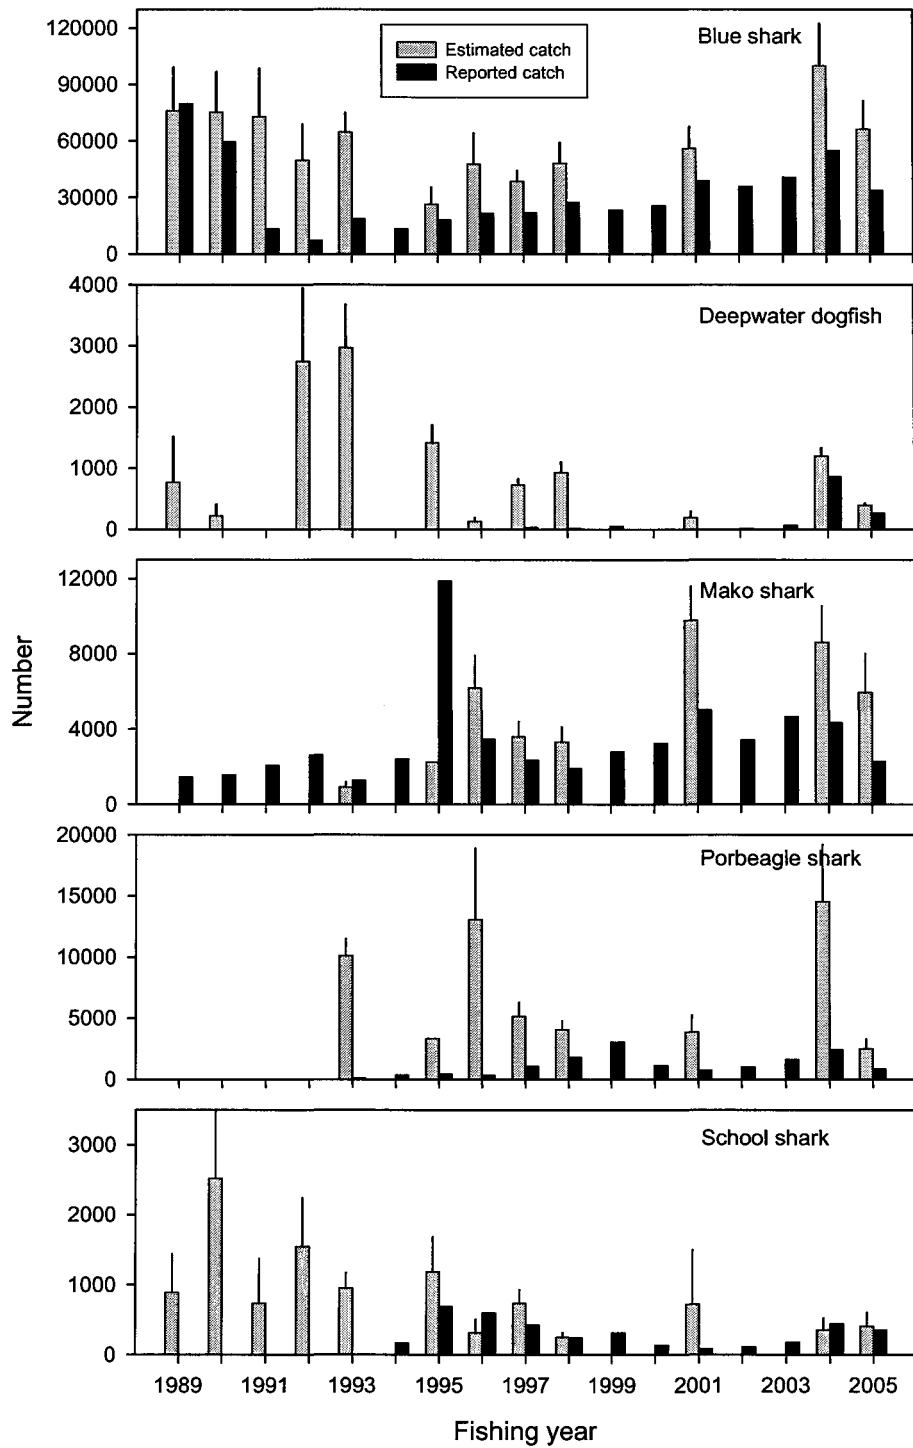 120000
90000
60000
30000
0
Estimated catch
Reported catch
Blue shark
4000
3000
2000
1000
0
Deepwater dogfish
12000
8000
4000
0
Mako shark
Number
20000
15000
10000
5000
0
Porbeagle shark
3000
2000
1000
0
School shark
1989 1991 1993 1995 1997 1999 2001 2003 2005
Fishing year